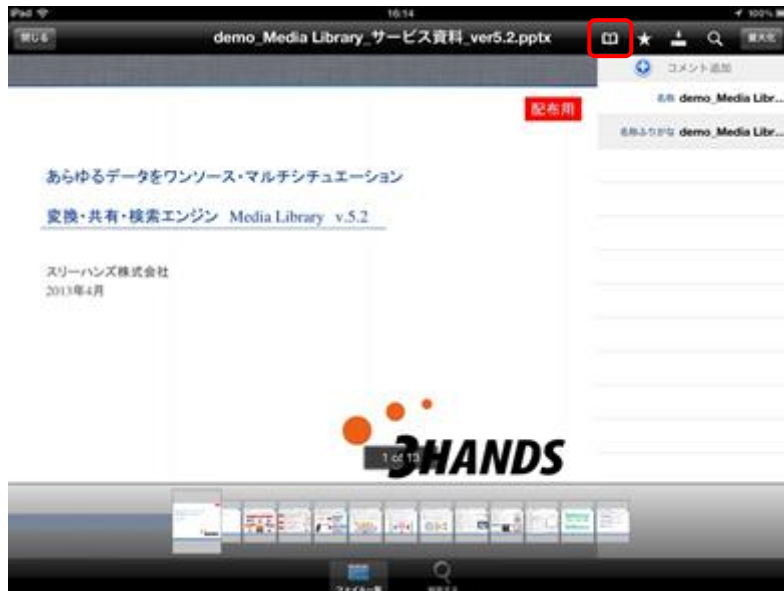 iPad 16:14 100%
閉じる demo_Media Library_サービス資料_ver5.2.pptx 最大化
コメント追加
配布用
名称 demo_Media Libr...
名称ふりがな demo_Media Libr...
あらゆるデータをワンソース・マルチシチュエーション
変換・共有・検索エンジン Media Library v.5.2
スリーハンズ株式会社
2013年4月
3HANDS
1 of 13
ファイル一覧